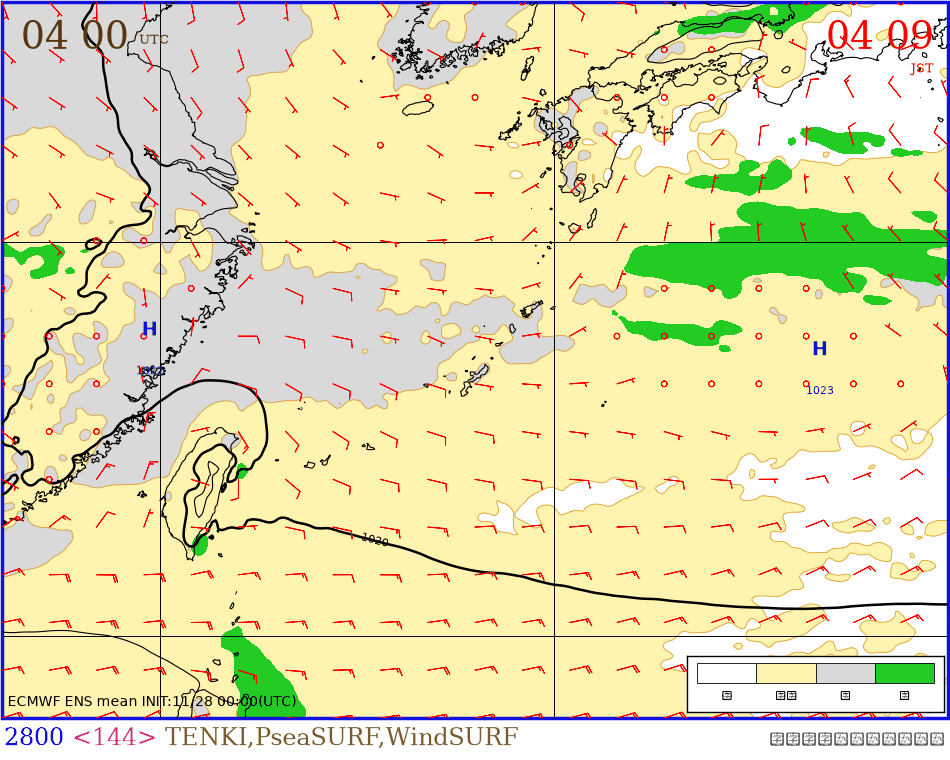 04 00 UTC
04 09
JST
H
H
1023
1020
ECMWF ENS mean INIT:11/28 00:00(UTC)
2800 <144> TENKI,PseaSURF,WindSURF